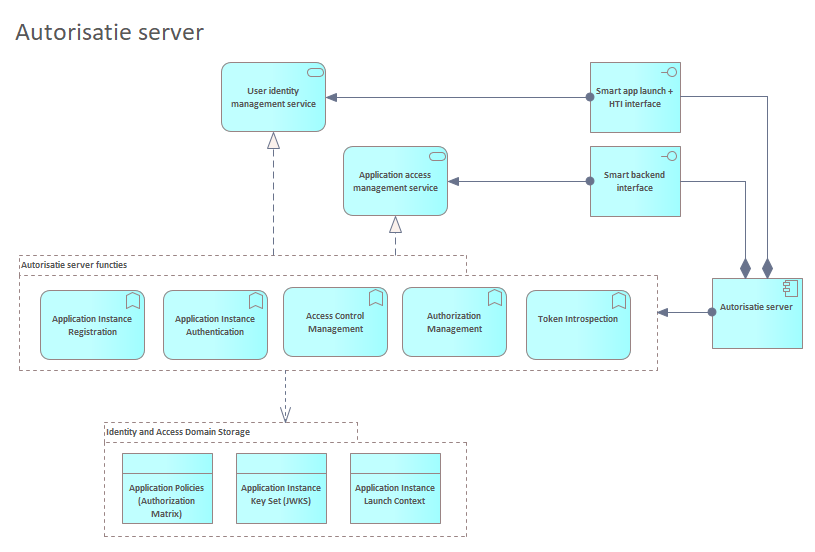 Autorisatie server
User identity
management service
Smart app launch +
HTI interface
Application access
management service
Smart backend
interface
Autorisatie server functies
Application Instance
Registration
Application Instance
Authentication
Access Control
Management
Authorization
Management
Token Introspection
Autorisatie server
Identity and Access Domain Storage
Application Policies
(Authorization
Matrix)
Application Instance
Key Set (JWKS)
Application Instance
Launch Context